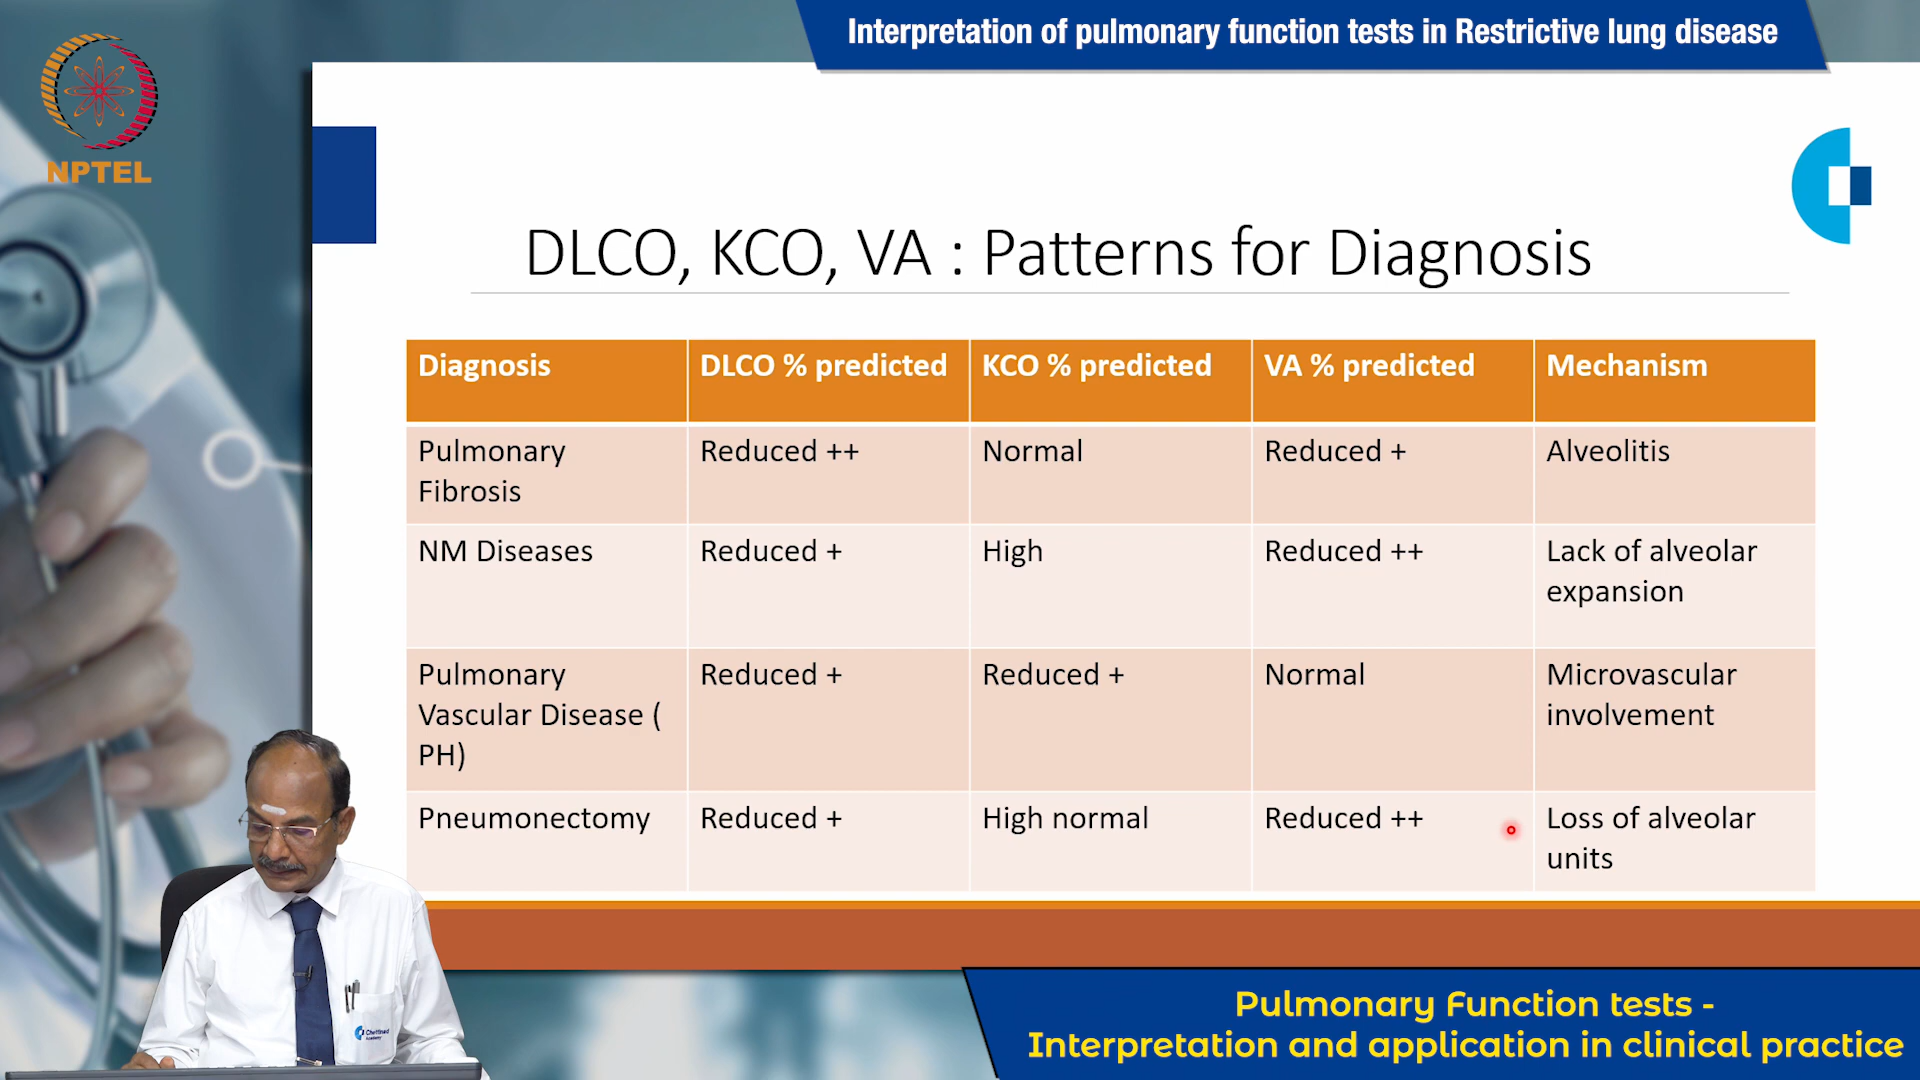 Interpretation of pulmonary function tests in Restrictive lung disease
NPTEL
DLCO, KCO, VA : Patterns for Diagnosis
Diagnosis DLCO % predicted KCO % predicted VA % predicted Mechanism
Pulmonary Reduced ++ Normal Reduced + Alveolitis
Fibrosis
NM Diseases Reduced + High Reduced ++ Lack of alveolar
expansion
Pulmonary Reduced + Reduced + Normal Microvascular
Vascular Disease ( involvement
PH)
Pneumonectomy Reduced + High normal Reduced ++ Loss of alveolar
units
Chettinad
Academy
Pulmonary Function tests -
Interpretation and application in clinical practice